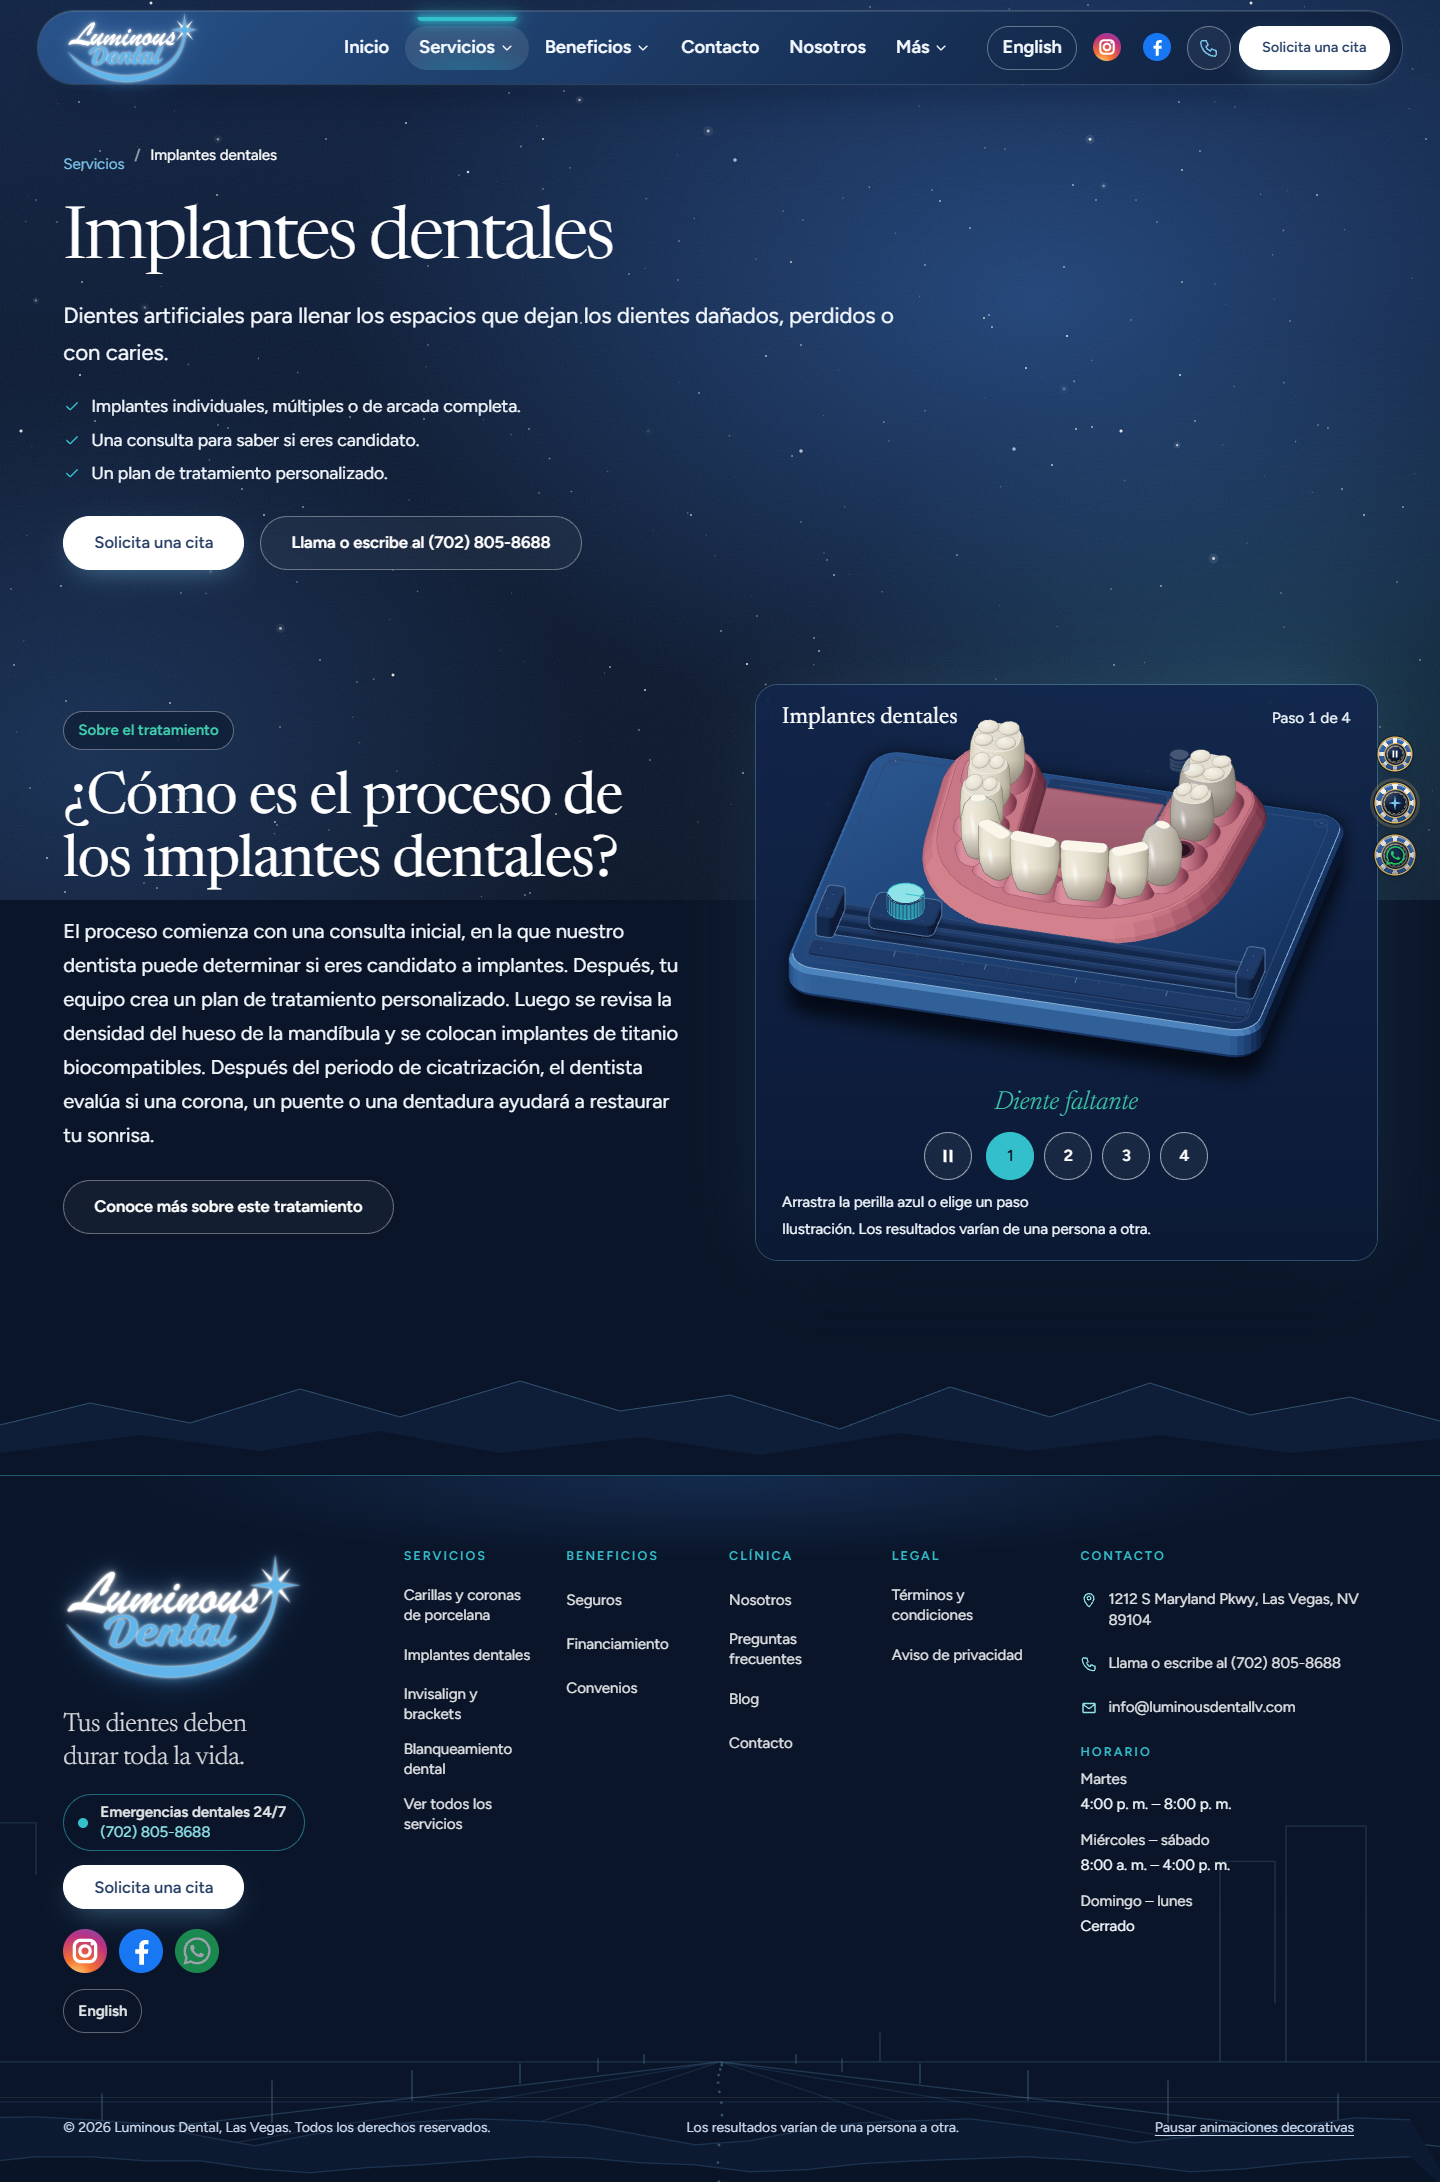 Luminous
Dental
Inicio
Servicios
Beneficios
Contacto
Nosotros
Más
English
Solicita una cita
Servicios / Implantes dentales
Implantes dentales
Dientes artificiales para llenar los espacios que dejan los dientes dañados, perdidos o
con caries.
Implantes individuales, múltiples o de arcada completa.
Una consulta para saber si eres candidato.
Un plan de tratamiento personalizado.
Solicita una cita
Llama o escribe al (702) 805-8688
Sobre el tratamiento
¿Cómo es el proceso de
los implantes dentales?
El proceso comienza con una consulta inicial, en la que nuestro
dentista puede determinar si eres candidato a implantes. Después, tu
equipo crea un plan de tratamiento personalizado. Luego se revisa la
densidad del hueso de la mandíbula y se colocan implantes de titanio
biocompatibles. Después del periodo de cicatrización, el dentista
evalúa si una corona, un puente o una dentadura ayudará a restaurar
tu sonrisa.
Conoce más sobre este tratamiento
Implantes dentales
Paso 1 de 4
Diente faltante
1
2
3
4
Arrastra la perilla azul o elige un paso
Ilustración. Los resultados varían de una persona a otra.
Luminous
Dental
Tus dientes deben
durar toda la vida.
Emergencias dentales 24/7
(702) 805-8688
Solicita una cita
English
SERVICIOS
Carillas y coronas
de porcelana
Implantes dentales
Invisalign y
brackets
Blanqueamiento
dental
Ver todos los
servicios
BENEFICIOS
Seguros
Financiamiento
Convenios
CLÍNICA
Nosotros
Preguntas
frecuentes
Blog
Contacto
LEGAL
Términos y
condiciones
Aviso de privacidad
CONTACTO
1212 S Maryland Pkwy, Las Vegas, NV
89104
Llama o escribe al (702) 805-8688
info@luminousdentallv.com
HORARIO
Martes
4:00 p. m. – 8:00 p. m.
Miércoles – sábado
8:00 a. m. – 4:00 p. m.
Domingo – lunes
Cerrado
© 2026 Luminous Dental, Las Vegas. Todos los derechos reservados.
Los resultados varían de una persona a otra.
Pausar animaciones decorativas